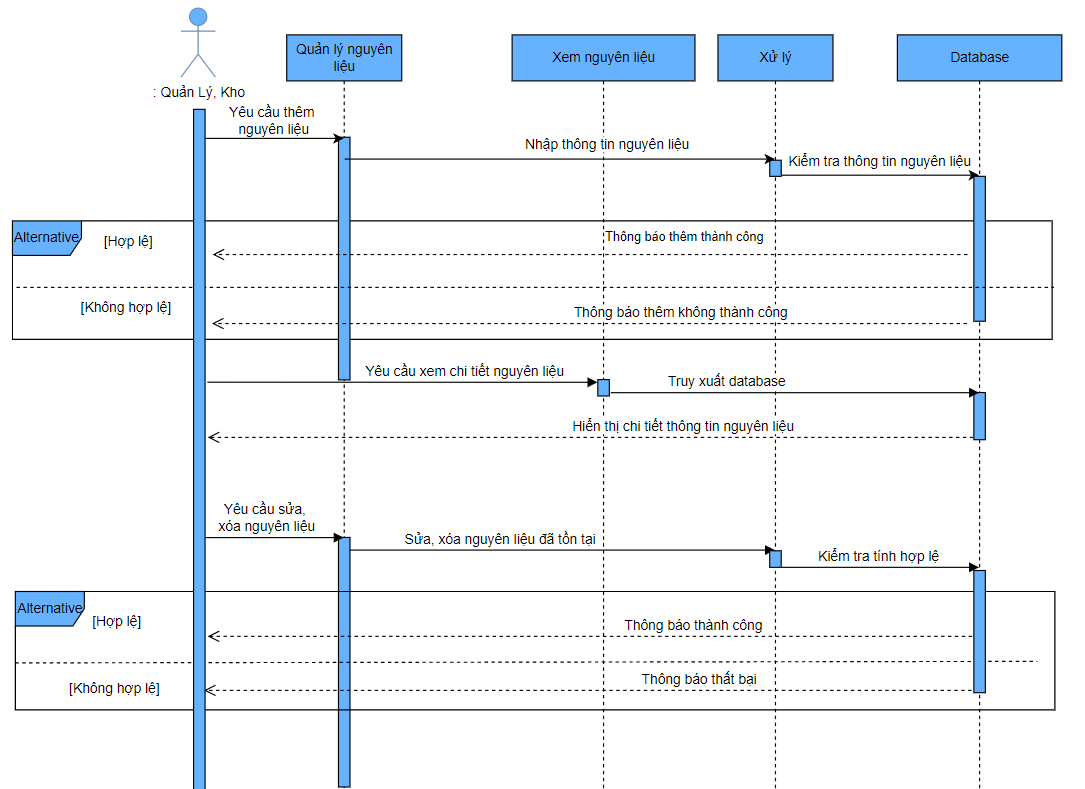 Quản lý nguyên
liệu
Xem nguyên liệu
Xử lý
Database
: Quản Lý, Kho
Yêu cầu thêm
nguyên liệu
Nhập thông tin nguyên liệu
Kiểm tra thông tin nguyên liệu
Alternative
[Hợp lệ]
Thông báo thêm thành công
[Không hợp lệ]
Thông báo thêm không thành công
Yêu cầu xem chi tiết nguyên liệu
Truy xuất database
Hiển thị chi tiết thông tin nguyên liệu
Yêu cầu sửa,
xóa nguyên liệu
Sửa, xóa nguyên liệu đã tồn tại
Kiểm tra tính hợp lệ
Alternative
[Hợp lệ]
Thông báo thành công
[Không hợp lệ]
Thông báo thất bại